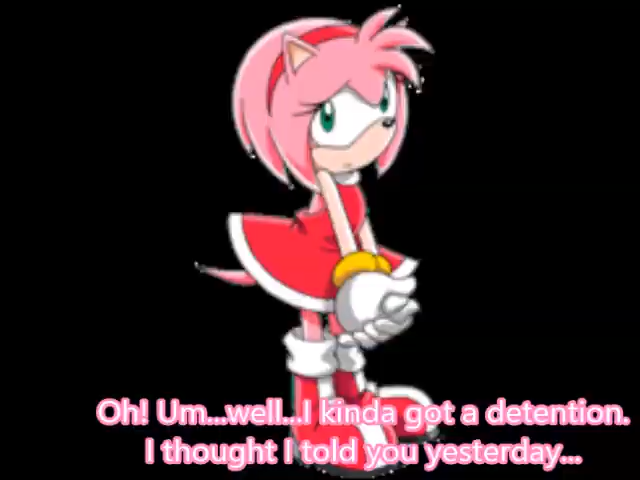 Oh! Um...well...I kinda got a detention.
I thought I told you yesterday...